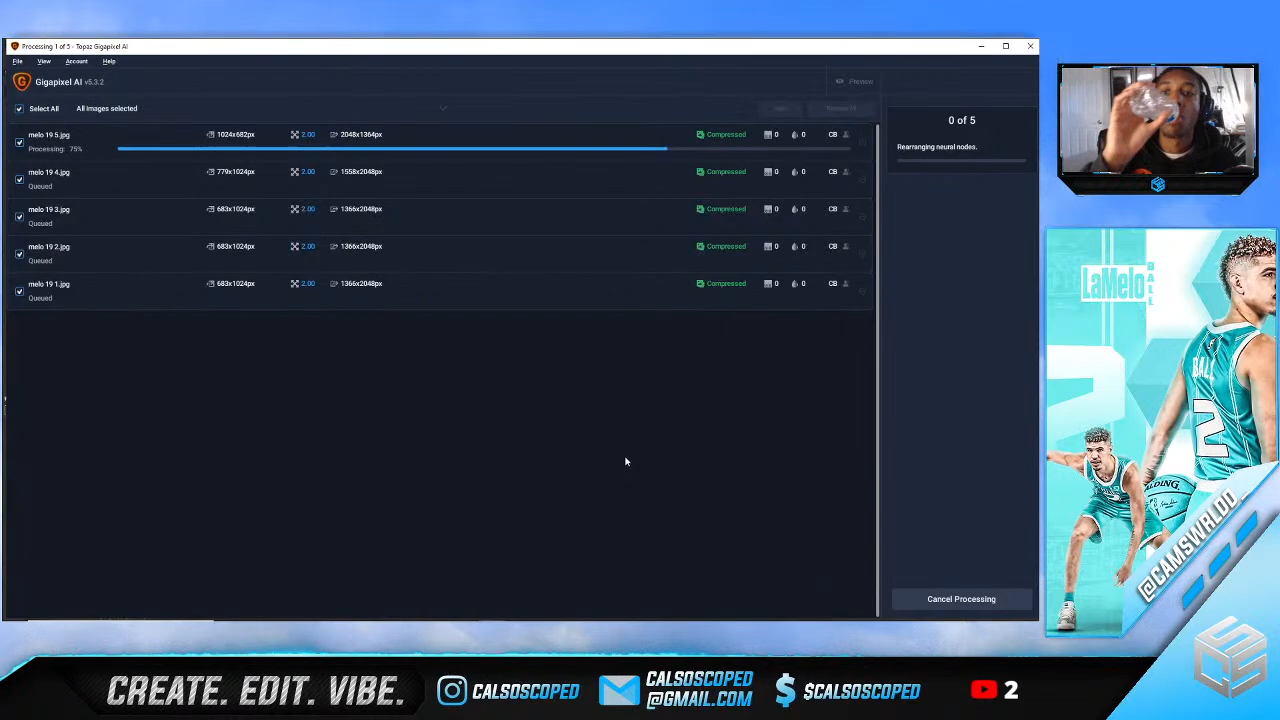 Processing 1 of 5 - Topaz Gigapixel AI
File View Account Help
Gigapixel AI v5.3.2
Preview
Select All All images selected
melo 19 5.jpg 1024x682px 2.00 2048x1364px Compressed 0 0 CB
Processing: 75%
melo 19 4.jpg 779x1024px 2.00 1558x2048px Compressed 0 0 CB
Queued
melo 19 3.jpg 683x1024px 2.00 1366x2048px Compressed 0 0 CB
Queued
melo 19 2.jpg 683x1024px 2.00 1366x2048px Compressed 0 0 CB
Queued
melo 19 1.jpg 683x1024px 2.00 1366x2048px Compressed 0 0 CB
Queued
0 of 5
Rearranging neural nodes.
Cancel Processing
LaMelo
BALL
BALL
2
SPALDING
@CAMSWRLDD_
CREATE. EDIT. VIBE.
CALSOSCOPED
CALSOSCOPED
@GMAIL.COM
$CALSOSCOPED
2